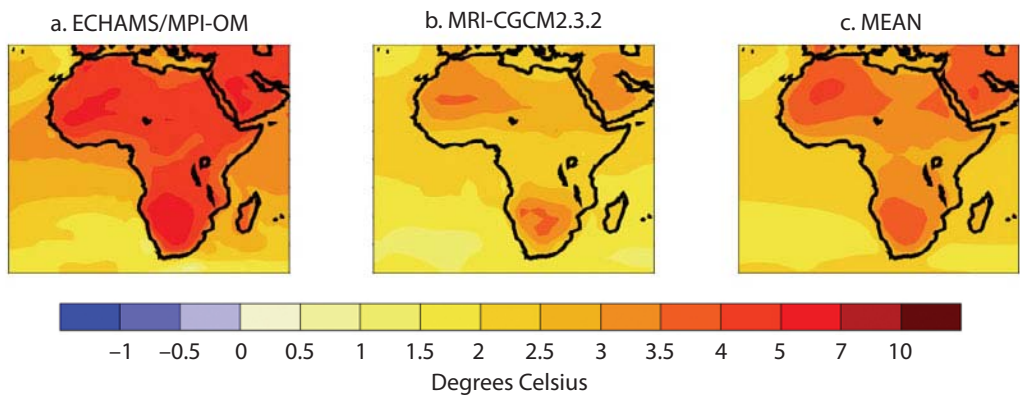 a. ECHAMS/MPI-OM b. MRI-CGCM2.3.2 c. MEAN
–1 –0.5 0 0.5 1 1.5 2 2.5 3 3.5 4 5 7 10
Degrees Celsius